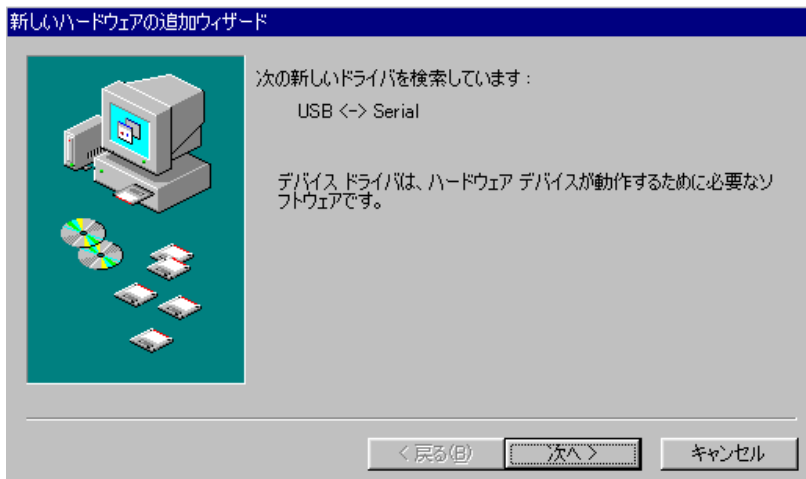 新しいハードウェアの追加ウィザード
次の新しいドライバを検索しています：
USB <-> Serial
デバイス ドライバは、ハードウェア デバイスが動作するために必要なソ
フトウェアです。
< 戻る(B)
次へ >
キャンセル